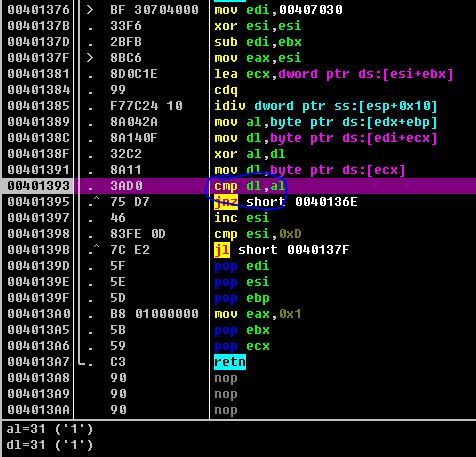 00401376 > BF 30704000 mov edi,00407030
0040137B . 33F6 xor esi,esi
0040137D . 2BFB sub edi,ebx
0040137F > 8BC6 mov eax,esi
00401381 . 8D0C1E lea ecx,dword ptr ds:[esi+ebx]
00401384 . 99 cdq
00401385 . F77C24 10 idiv dword ptr ss:[esp+0x10]
00401389 . 8A042A mov al,byte ptr ds:[edx+ebp]
0040138C . 8A140F mov dl,byte ptr ds:[edi+ecx]
0040138F . 32C2 xor al,dl
00401391 . 8A11 mov dl,byte ptr ds:[ecx]
00401393 . 3AD0 cmp dl,al
00401395 .^ 75 D7 jnz short 0040136E
00401397 . 46 inc esi
00401398 . 83FE 0D cmp esi,0xD
0040139B .^ 7C E2 jl short 0040137F
0040139D . 5F pop edi
0040139E . 5E pop esi
0040139F . 5D pop ebp
004013A0 . B8 01000000 mov eax,0x1
004013A5 . 5B pop ebx
004013A6 . 59 pop ecx
004013A7 . C3 retn
004013A8 90 nop
004013A9 90 nop
004013AA 90 nop
al=31 ('1')
dl=31 ('1')